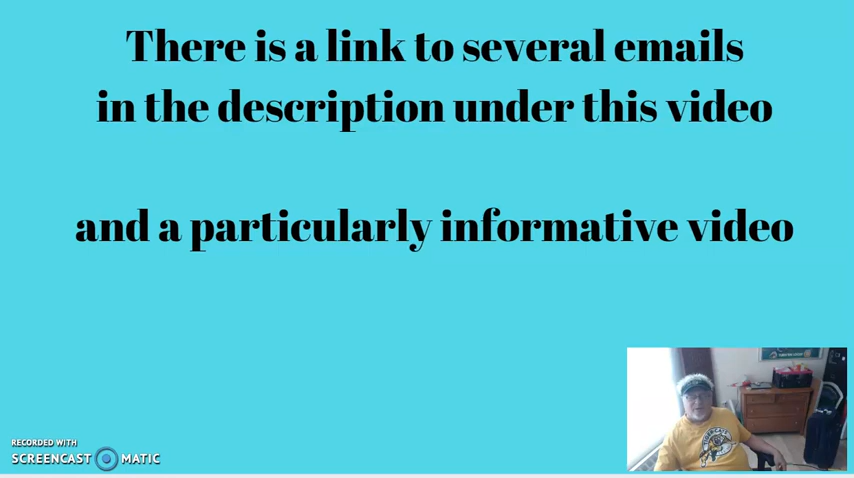 There is a link to several emails
in the description under this video
and a particularly informative video
RECORDED WITH
SCREENCAST MATIC